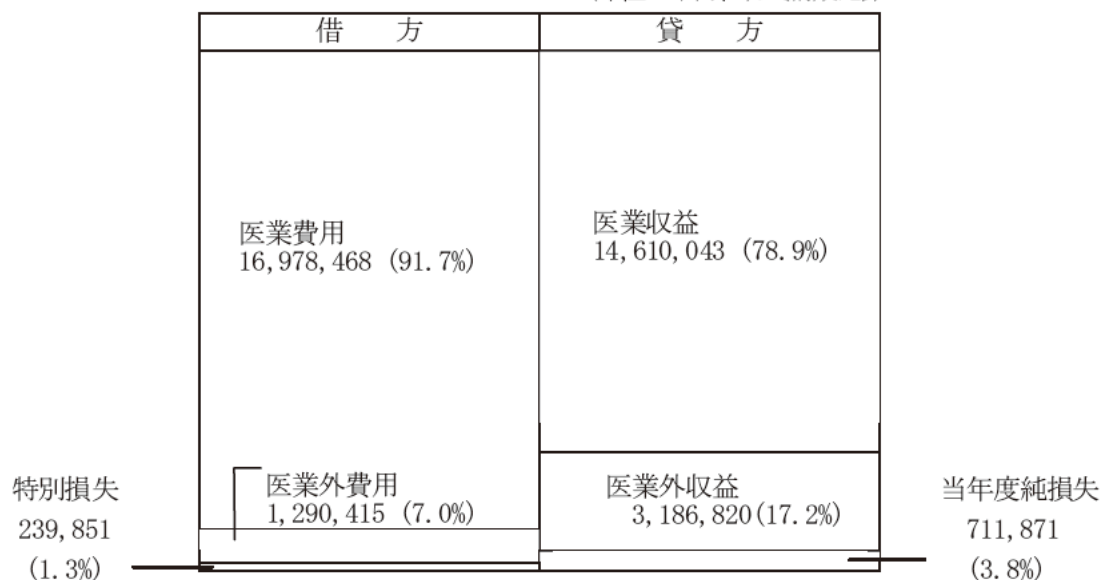 借　方
貸　方
医業費用
16,978,468 (91.7%)
医業収益
14,610,043 (78.9%)
医業外費用
1,290,415 (7.0%)
医業外収益
3,186,820(17.2%)
特別損失
239,851
(1.3%)
当年度純損失
711,871
(3.8%)